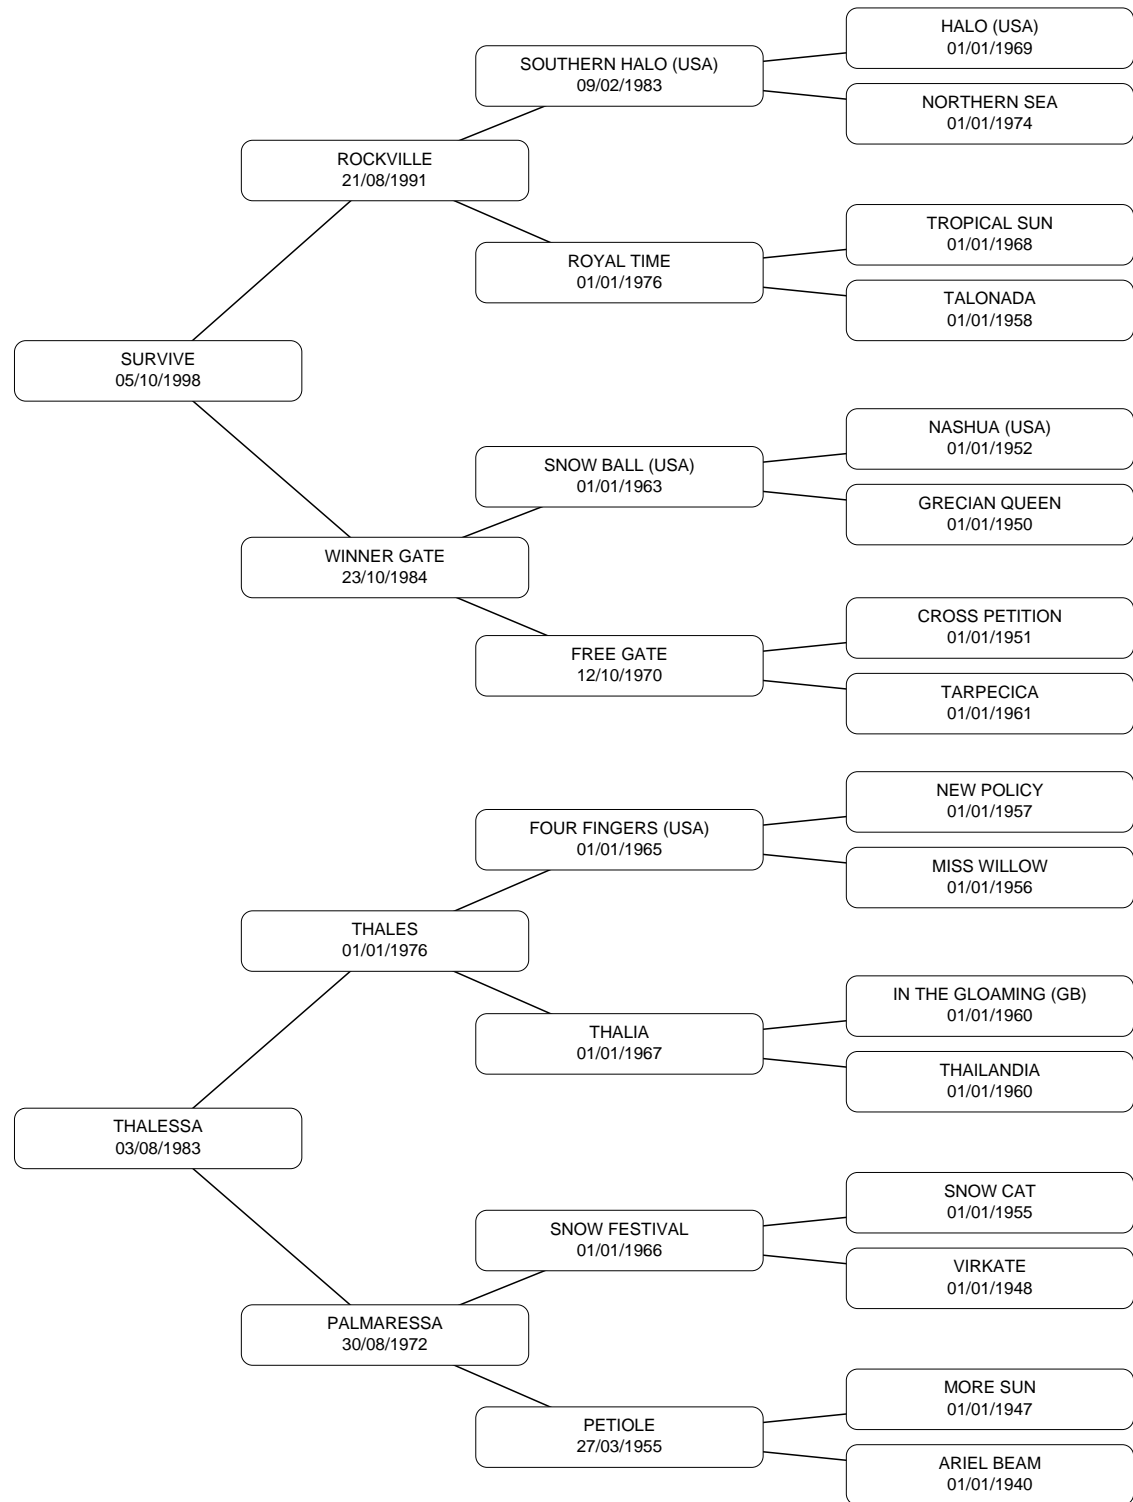 HALO (USA)
01/01/1969
SOUTHERN HALO (USA)
09/02/1983
NORTHERN SEA
01/01/1974
ROCKVILLE
21/08/1991
TROPICAL SUN
01/01/1968
ROYAL TIME
01/01/1976
TALONADA
01/01/1958
SURVIVE
05/10/1998
NASHUA (USA)
01/01/1952
SNOW BALL (USA)
01/01/1963
GRECIAN QUEEN
01/01/1950
WINNER GATE
23/10/1984
CROSS PETITION
01/01/1951
FREE GATE
12/10/1970
TARPECICA
01/01/1961
NEW POLICY
01/01/1957
FOUR FINGERS (USA)
01/01/1965
MISS WILLOW
01/01/1956
THALES
01/01/1976
IN THE GLOAMING (GB)
01/01/1960
THALIA
01/01/1967
THAILANDIA
01/01/1960
THALESSA
03/08/1983
SNOW CAT
01/01/1955
SNOW FESTIVAL
01/01/1966
VIRKATE
01/01/1948
PALMARESSA
30/08/1972
MORE SUN
01/01/1947
PETIOLE
27/03/1955
ARIEL BEAM
01/01/1940